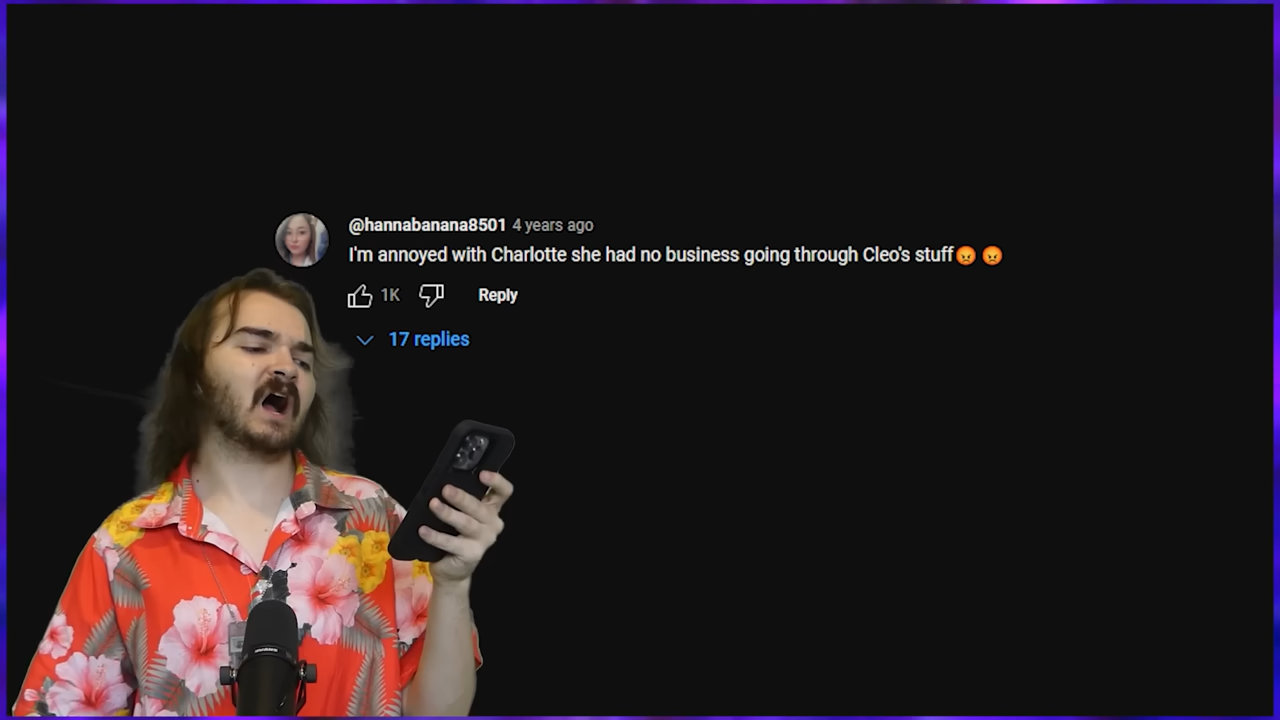 @hannabanana8501 4 years ago
I'm annoyed with Charlotte she had no business going through Cleo's stuff😡 😡
1K Reply
17 replies